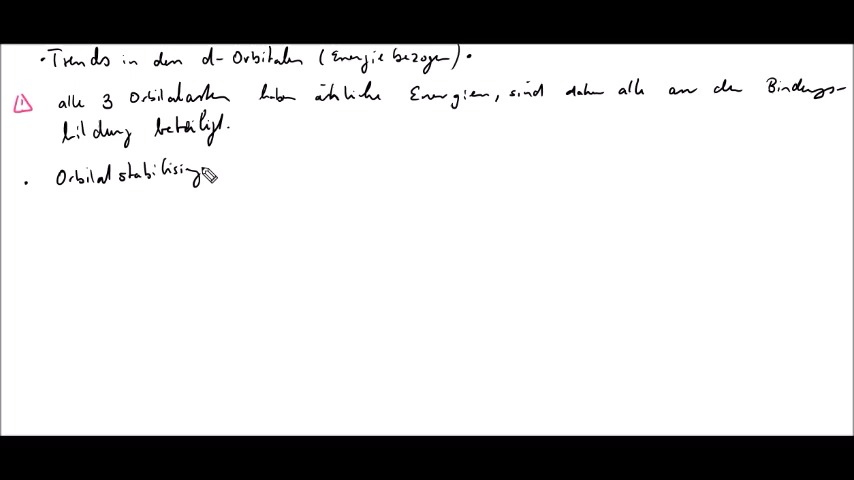 • Trends in den d-Orbitalen (Energie bezogen) •
alle 3 Orbitalarten haben ähnliche Energien, sind daher alle an der Bindungs-
bildung beteiligt.
• Orbitalstabilising